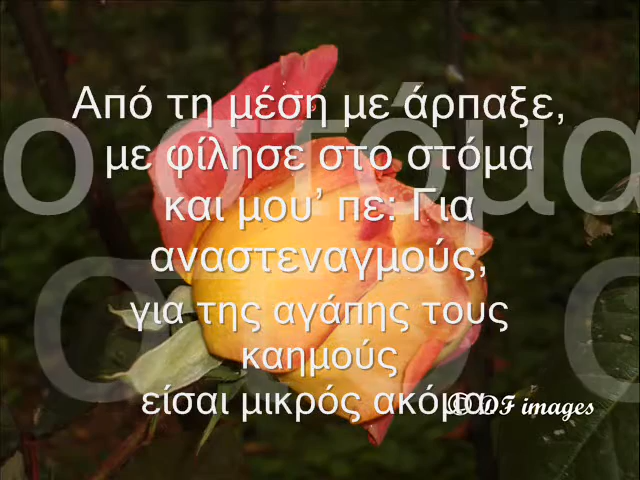 Από τη μέση με άρπαξε,
με φίλησε στο στόμα
και μου’ πε: Για
αναστεναγμούς,
για της αγάπης τους
καημούς
είσαι μικρός ακόμα.
images